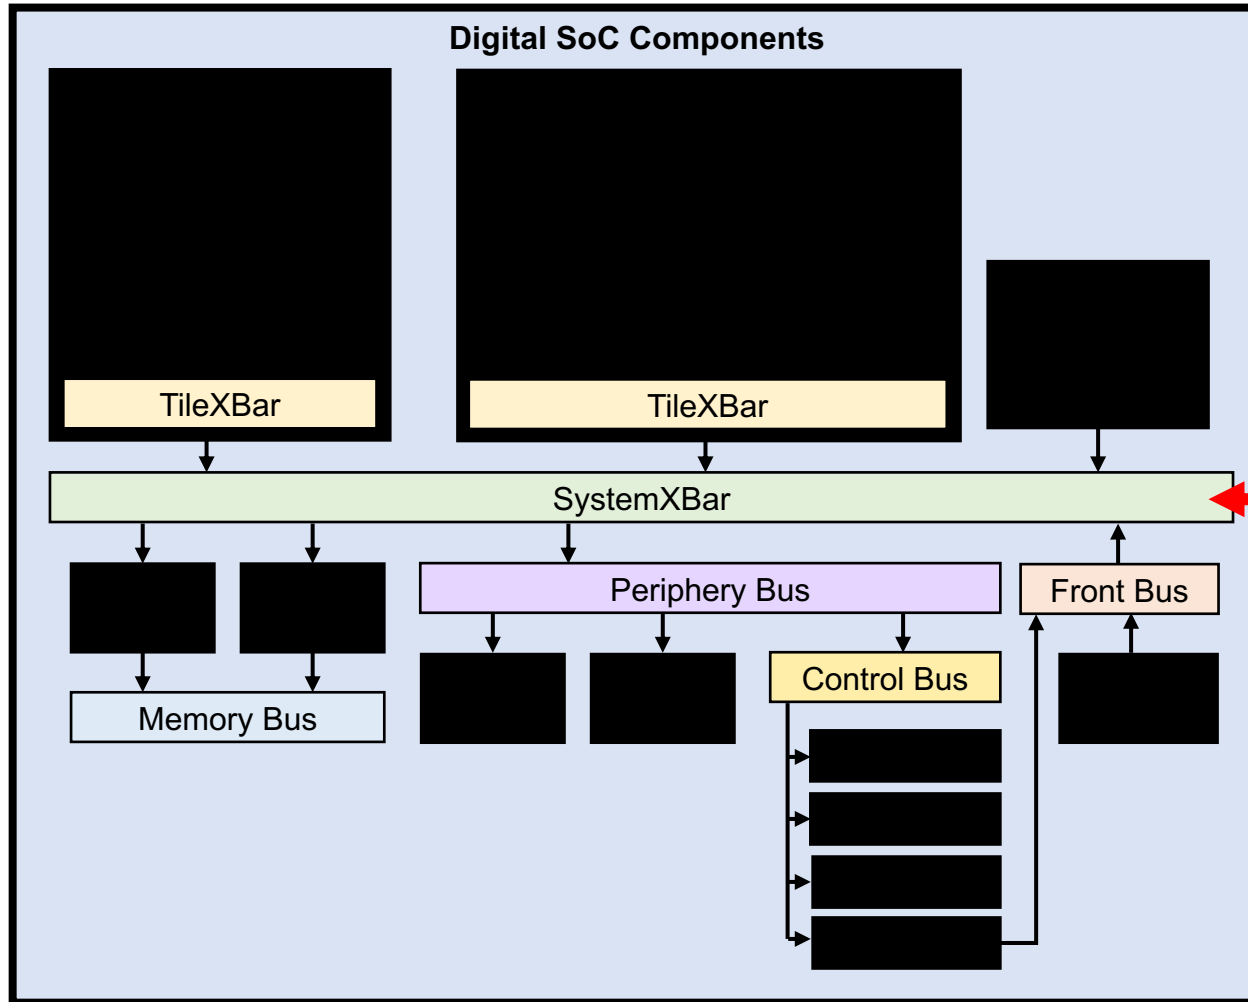 Digital SoC Components
TileXBar
TileXBar
SystemXBar
Periphery Bus
Front Bus
Control Bus
Memory Bus